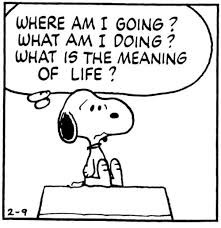 WHERE AM I GOING?
WHAT AM I DOING?
WHAT IS THE MEANING
OF LIFE?
2-9